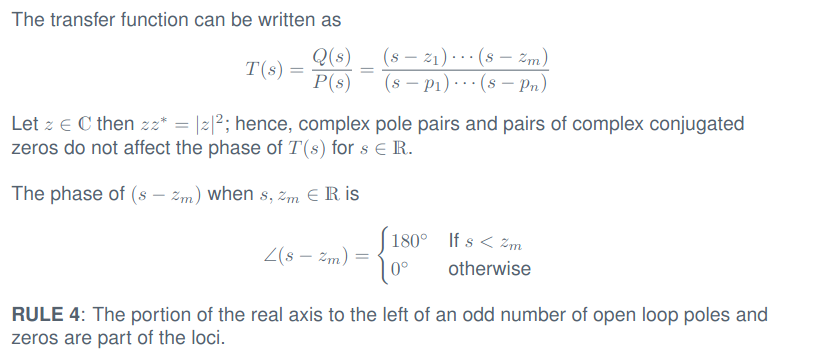 The transfer function can be written as
T(s) = Q(s)/P(s) = (s − z₁) ··· (s − zₘ)/(s − p₁) ··· (s − pₙ)
Let z ∈ ℂ then zz* = |z|²; hence, complex pole pairs and pairs of complex conjugated
zeros do not affect the phase of T(s) for s ∈ ℝ.
The phase of (s − zₘ) when s, zₘ ∈ ℝ is
∠(s − zₘ) = { 180° If s < zₘ
0° otherwise
RULE 4: The portion of the real axis to the left of an odd number of open loop poles and
zeros are part of the loci.